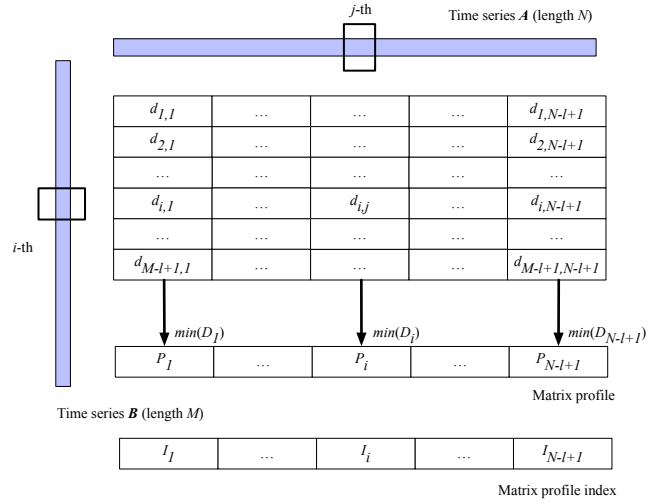 j-th
Time series A (length N)
d1,1 … … … d1,N-l+1
d2,1 … … … d2,N-l+1
… … … … …
di,1 … di,j … di,N-l+1
… … … … …
dM-l+1,1 … … … dM-l+1,N-l+1
i-th
min(D1) min(Di) min(DN-l+1)
P1 … Pi … PN-l+1
Matrix profile
Time series B (length M)
I1 … Ii … IN-l+1
Matrix profile index